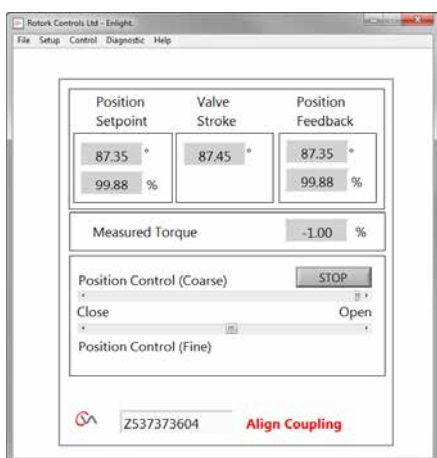 Rotork Controls Ltd - Enlight.
File Setup Control Diagnostic Help
Position Setpoint Valve Stroke Position Feedback
87.35 ° 87.45 ° 87.35 °
99.88 % 99.88 %
Measured Torque -1.00 %
Position Control (Coarse) STOP
Close Open
Position Control (Fine)
ZS37373604 Align Coupling